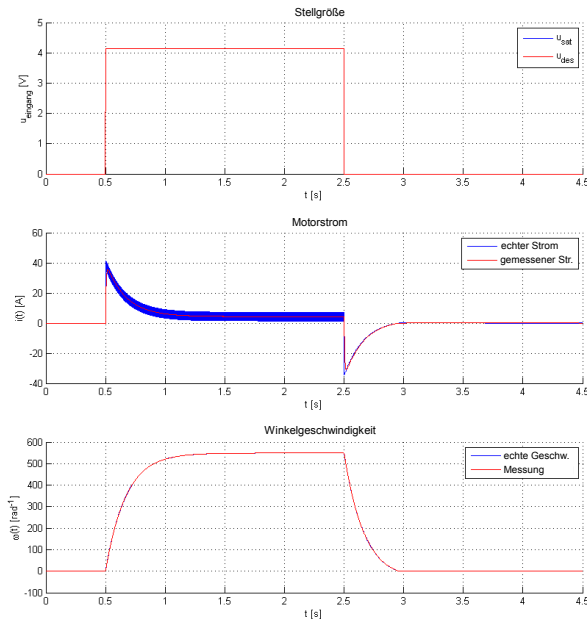 Stellgröße
5
4
3
2
1
0
u_eingang [V]
u_sat
u_des
0 0.5 1 1.5 2 2.5 3 3.5 4 4.5
t [s]
Motorstrom
60
40
20
0
-20
-40
i(t) [A]
echter Strom
gemessener Str.
0 0.5 1 1.5 2 2.5 3 3.5 4 4.5
t [s]
Winkelgeschwindigkeit
600
500
400
300
200
100
0
-100
ω(t) [rad⁻¹]
echte Geschw.
Messung
0 0.5 1 1.5 2 2.5 3 3.5 4 4.5
t [s]